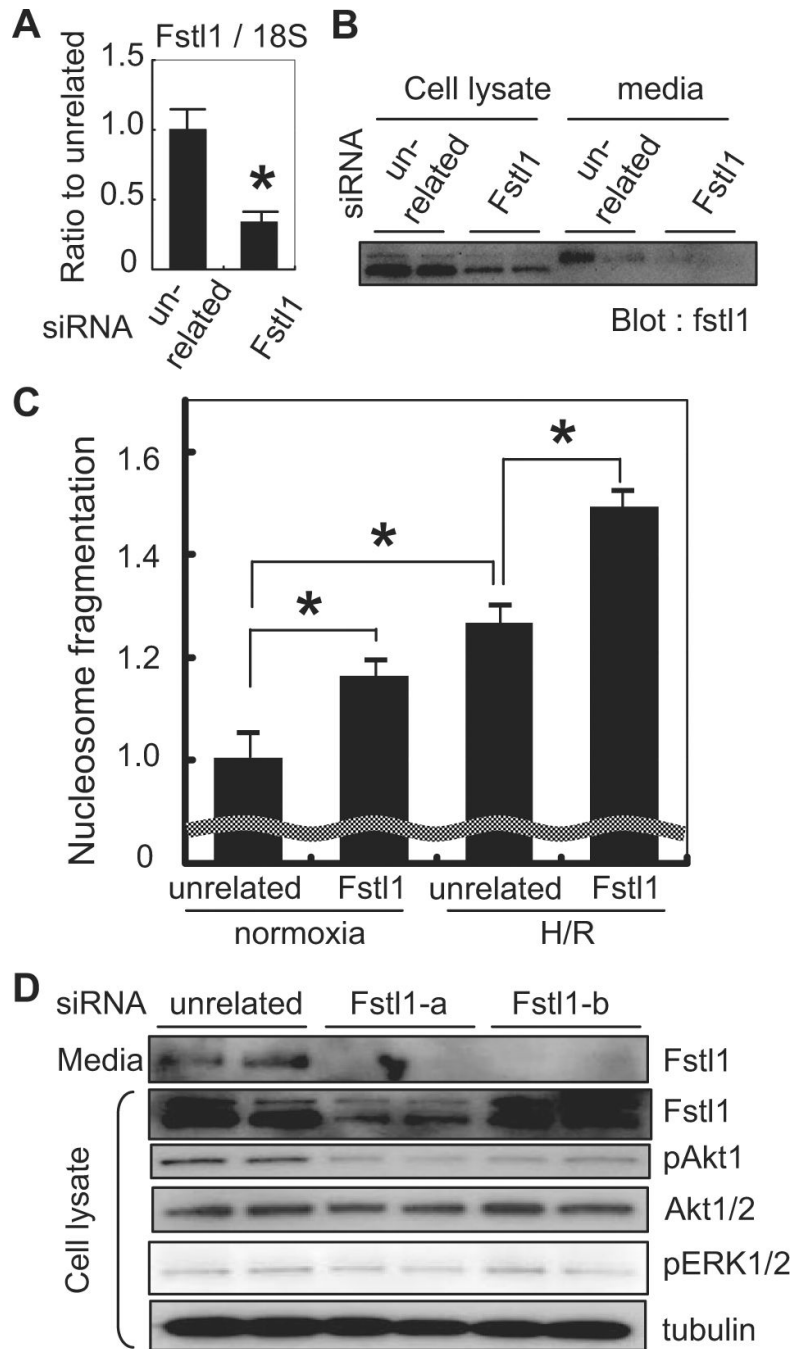 A
Fstl1 / 18S
Ratio to unrelated
1.5
1.0
0.5
0
*
siRNA
un-
related
Fstl1
B
Cell lysate
media
siRNA
un-
related
Fstl1
un-
related
Fstl1
Blot : fstl1
C
Nucleosome fragmentation
1.6
1.4
1.2
1.0
0
*
*
*
unrelated
Fstl1
unrelated
Fstl1
normoxia
H/R
D
siRNA
unrelated
Fstl1-a
Fstl1-b
Media
Fstl1
Cell lysate
Fstl1
pAkt1
Akt1/2
pERK1/2
tubulin